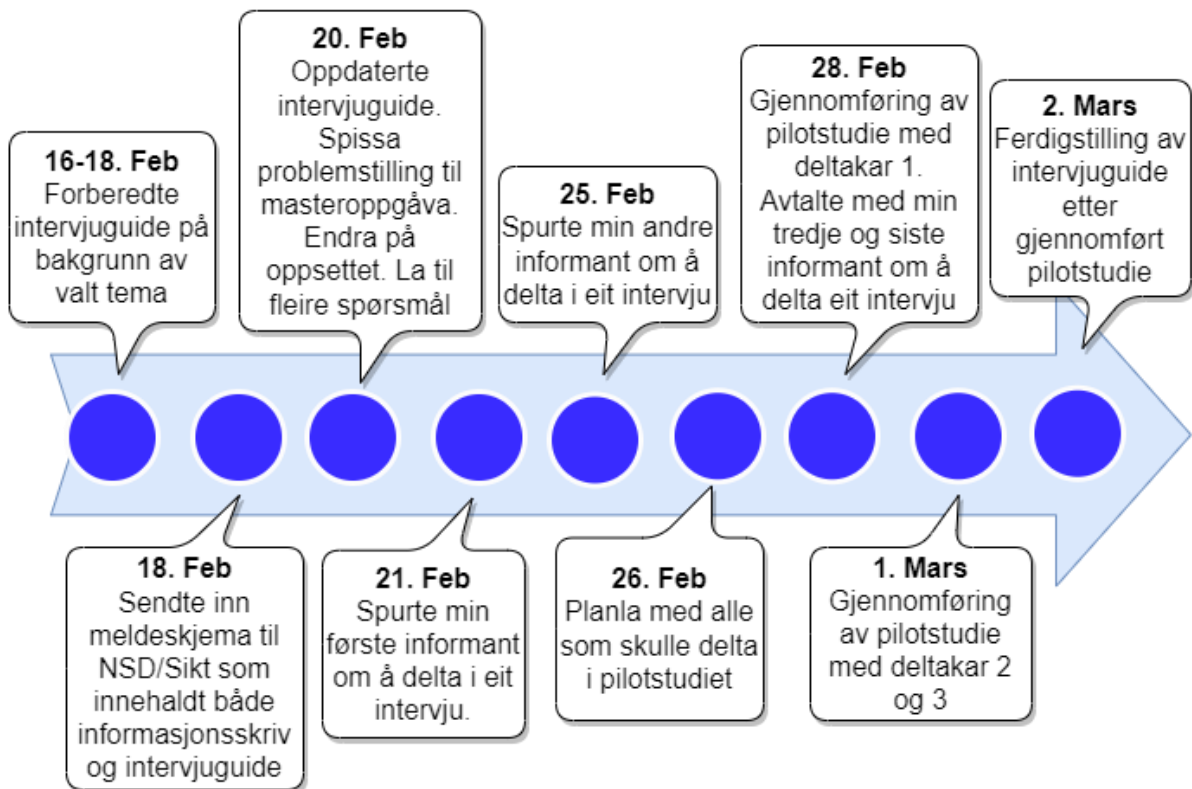 16-18. Feb
Forberedte
intervjuguide på
bakgrunn av
valt tema
18. Feb
Sendte inn
meldeskjema til
NSD/Sikt som
innehaldt både
informasjonsskriv
og intervjuguide
20. Feb
Oppdaterte
intervjuguide.
Spissa
problemstilling til
masteroppgåva.
Endra på
oppsettet. La til
fleire spørsmål
21. Feb
Spurte min
første informant
om å delta i eit
intervju.
25. Feb
Spurte min andre
informant om å
delta i eit intervju
26. Feb
Planla med alle
som skulle delta
i pilotstudiet
28. Feb
Gjennomføring av
pilotstudie med
deltakar 1.
Avtalte med min
tredje og siste
informant om å
delta eit intervju
1. Mars
Gjennomføring
av pilotstudie
med deltakar 2
og 3
2. Mars
Ferdigstilling av
intervjuguide
etter
gjennomført
pilotstudie